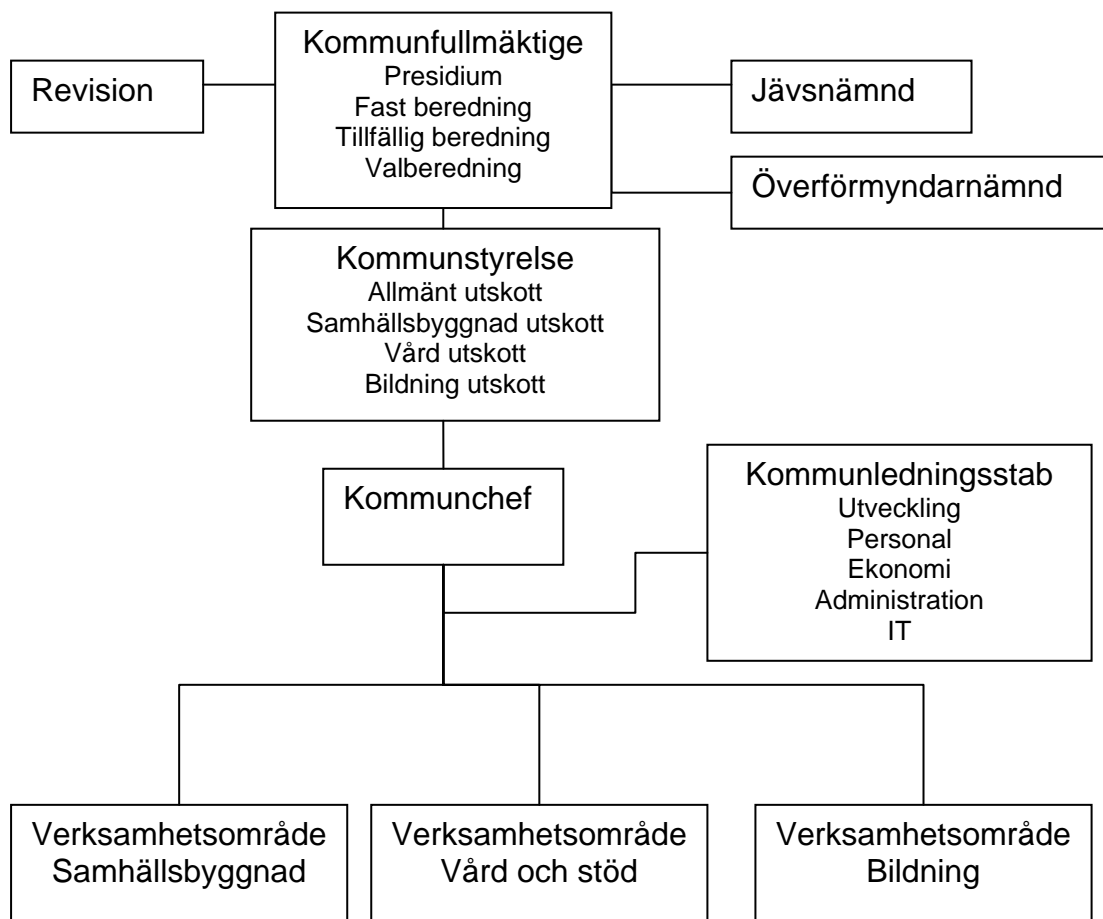 Kommunfullmäktige
Presidium
Fast beredning
Tillfällig beredning
Valberedning
Revision
Jävsnämnd
Överförmyndarnämnd
Kommunstyrelse
Allmänt utskott
Samhällsbyggnad utskott
Vård utskott
Bildning utskott
Kommunchef
Kommunledningsstab
Utveckling
Personal
Ekonomi
Administration
IT
Verksamhetsområde
Samhällsbyggnad
Verksamhetsområde
Vård och stöd
Verksamhetsområde
Bildning